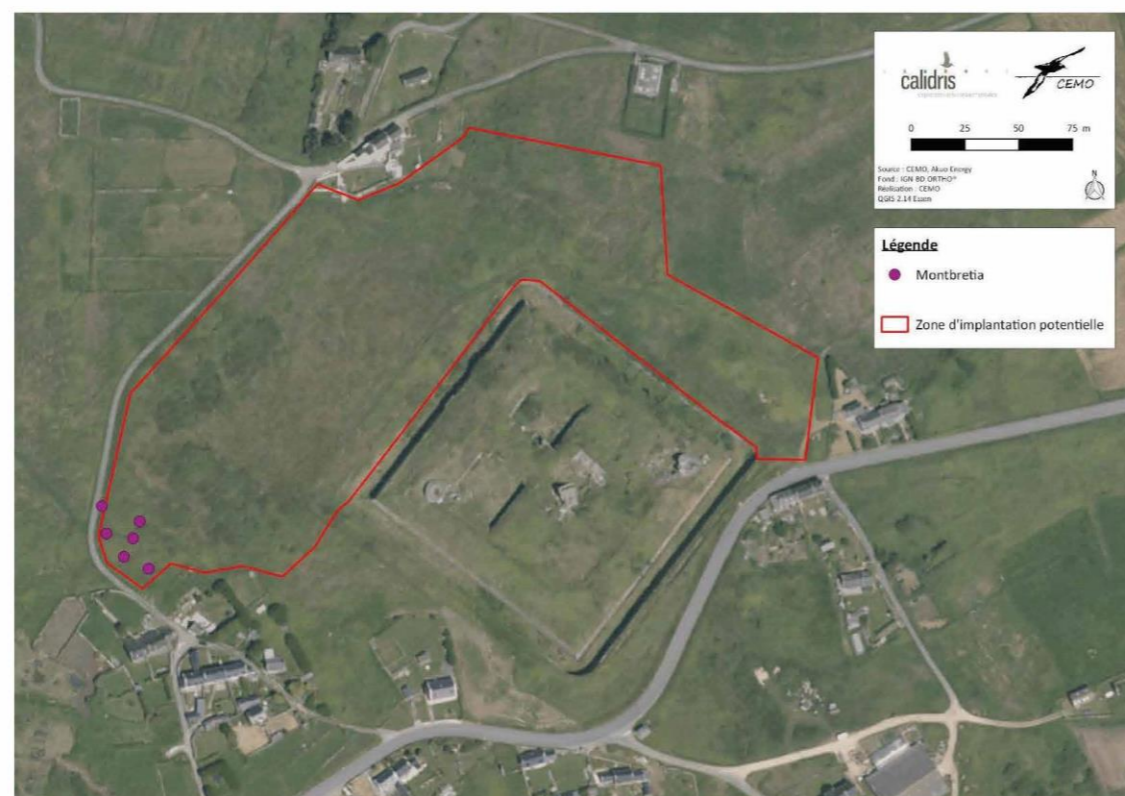 calidris
CEMO
0 25 50 75 m
Source : CEMO, Akuo Energy
Fond : IGN BD ORTHO®
Réalisation : CEMO
QGIS 2.14 Essen
N
Légende
Montbretia
Zone d'implantation potentielle